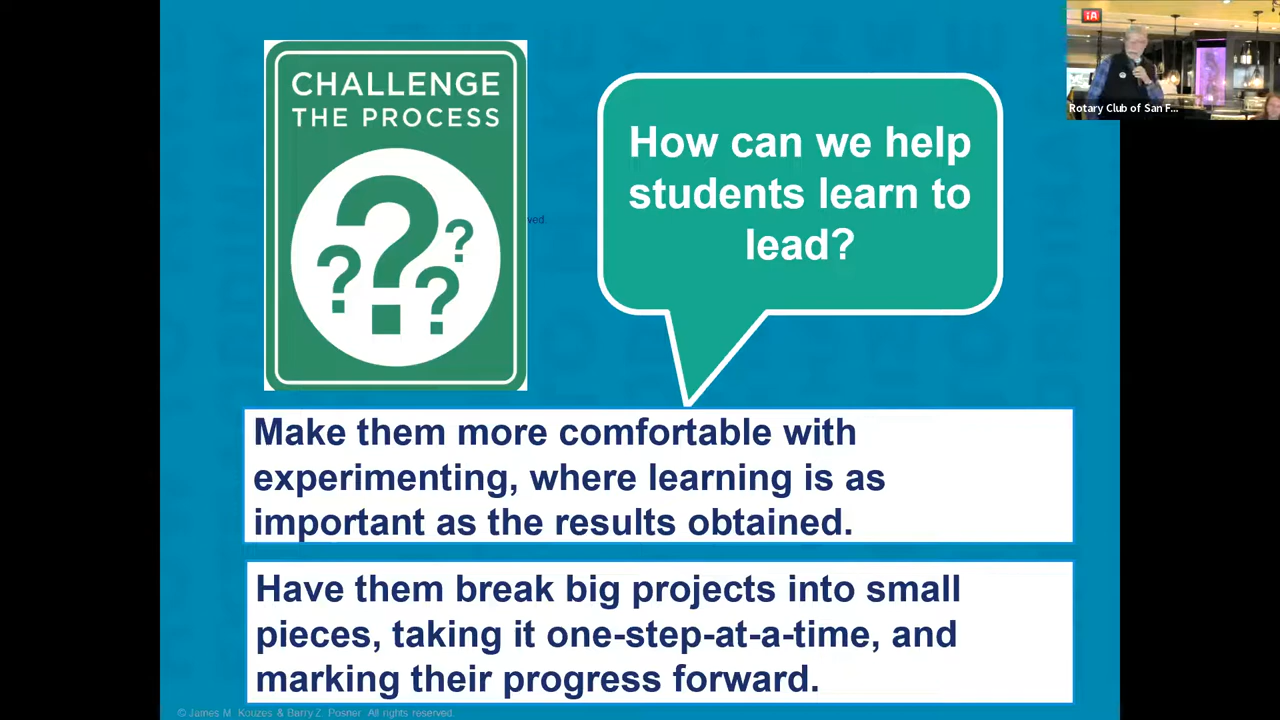 CHALLENGE
THE PROCESS
? ? ? ?
How can we help
students learn to
lead?
ved.
Make them more comfortable with
experimenting, where learning is as
important as the results obtained.
Have them break big projects into small
pieces, taking it one-step-at-a-time, and
marking their progress forward.
© James M. Kouzes & Barry Z. Posner. All rights reserved.
iA
Rotary Club of San F...